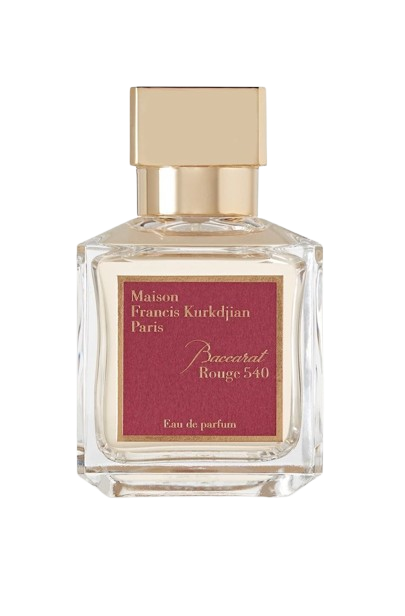 Maison
Francis Kurkdjian
Paris
Baccarat
Rouge 540
Eau de parfum